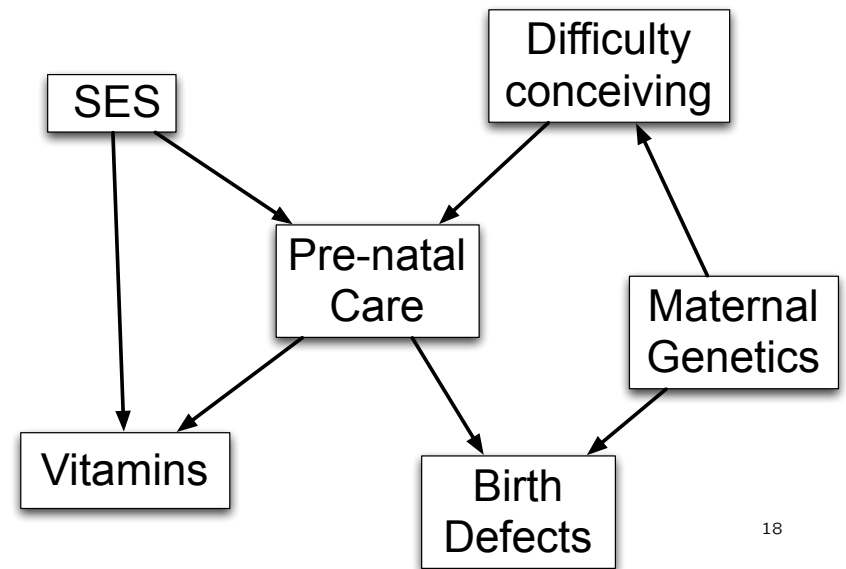 SES
Difficulty
conceiving
Pre-natal
Care
Maternal
Genetics
Vitamins
Birth
Defects
18